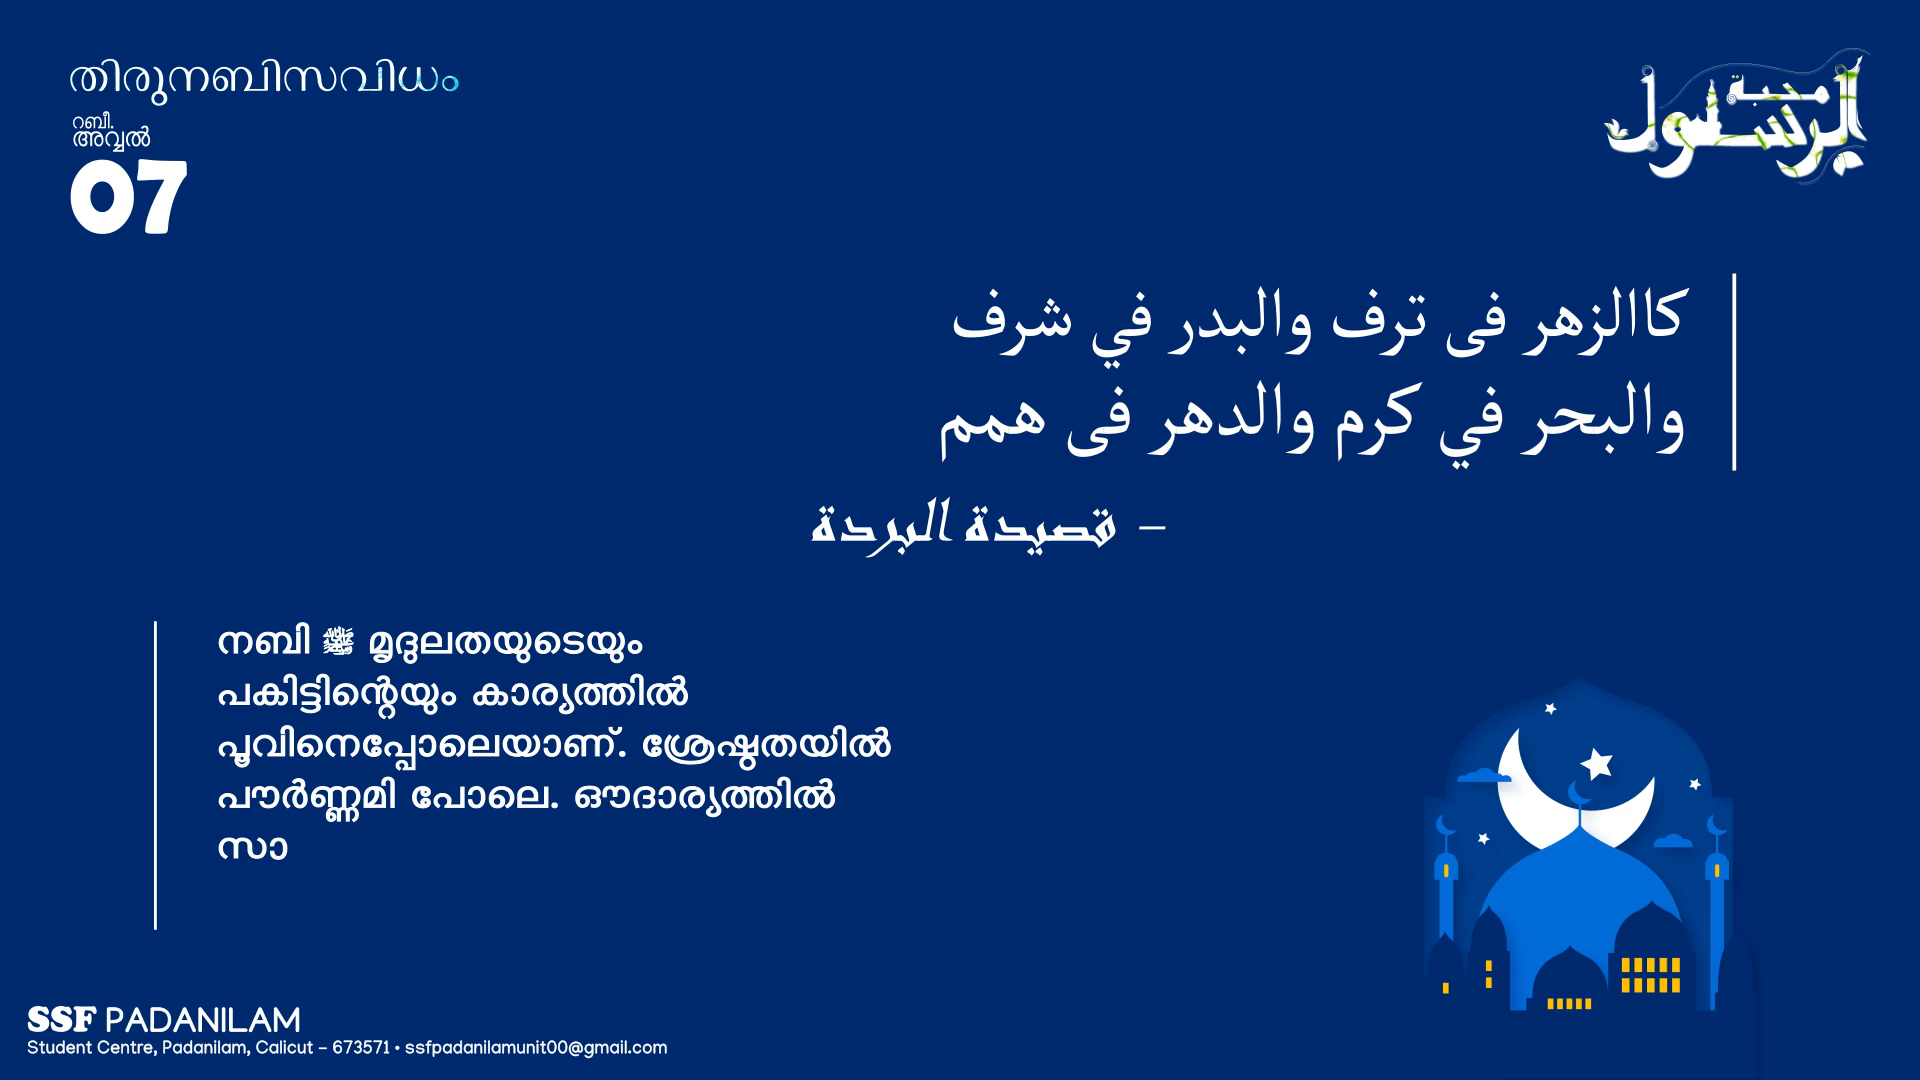 തിരുനബിസവിധം
റബീ.
അവ്വൽ
07
محبة
الرسول
كاالزهر فى ترف والبدر في شرف
والبحر في كرم والدهر فى همم
– قصيدة البردة
നബി ﷺ മൃദുലതയുടെയും
പകിട്ടിന്റെയും കാര്യത്തിൽ
പൂവിനെപ്പോലെയാണ്. ശ്രേഷ്ഠതയിൽ
പൗർണ്ണമി പോലെ. ഔദാര്യത്തിൽ
സാ
SSF PADANILAM
Student Centre, Padanilam, Calicut – 673571 • ssfpadanilamunit00@gmail.com